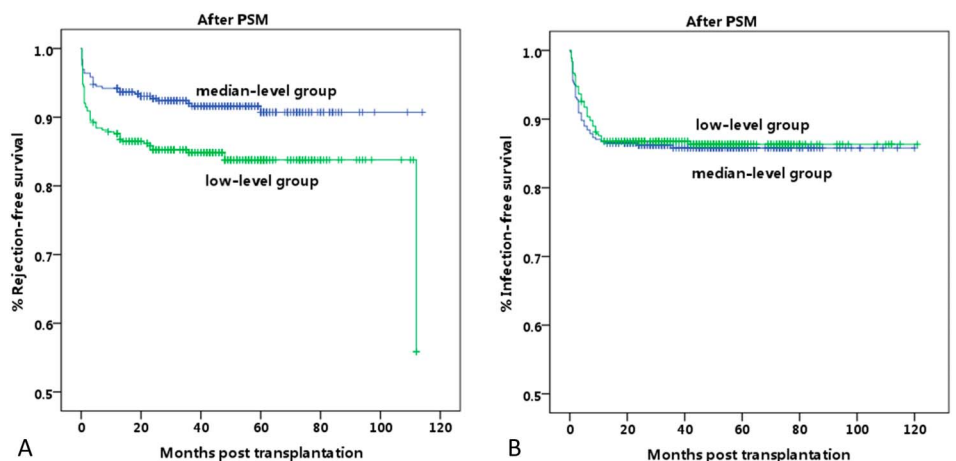 After PSM
% Rejection-free survival
1.0
0.9
0.8
0.7
0.6
0.5
median-level group
low-level group
0 20 40 60 80 100 120
Months post transplantation
A
After PSM
% Infection-free survival
1.0
0.9
0.8
0.7
0.6
0.5
low-level group
median-level group
0 20 40 60 80 100 120
Months post transplantation
B